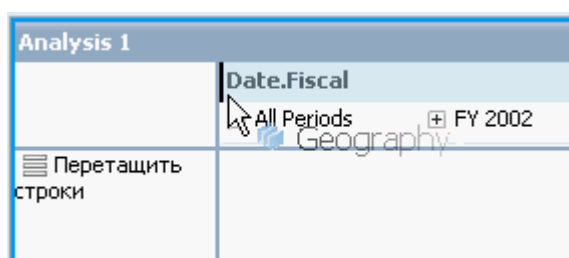 Analysis 1
Date.Fiscal
All Periods FY 2002
Geography
Перетащить
строки